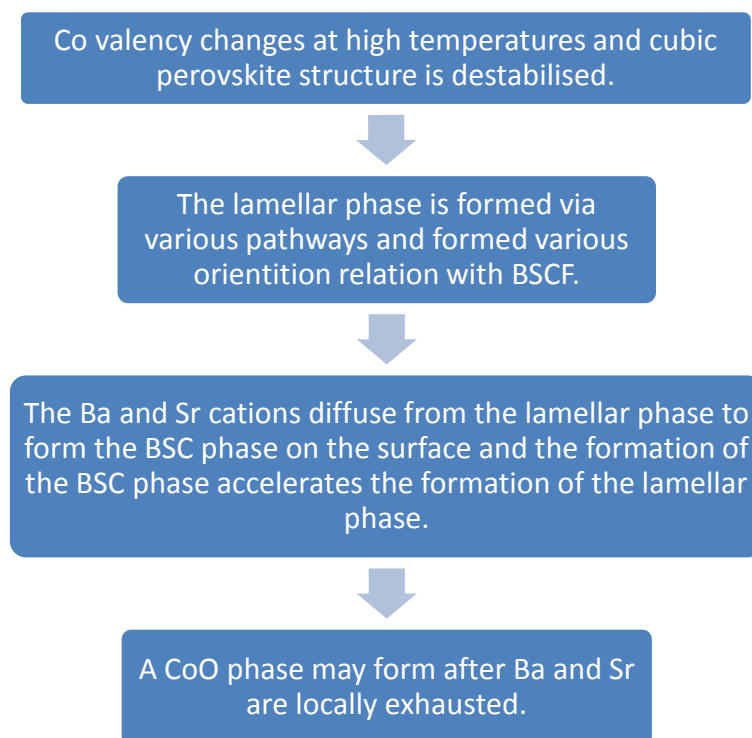 Co valency changes at high temperatures and cubic
perovskite structure is destabilised.
The lamellar phase is formed via
various pathways and formed various
orientition relation with BSCF.
The Ba and Sr cations diffuse from the lamellar phase to
form the BSC phase on the surface and the formation of
the BSC phase accelerates the formation of the lamellar
phase.
A CoO phase may form after Ba and Sr
are locally exhausted.